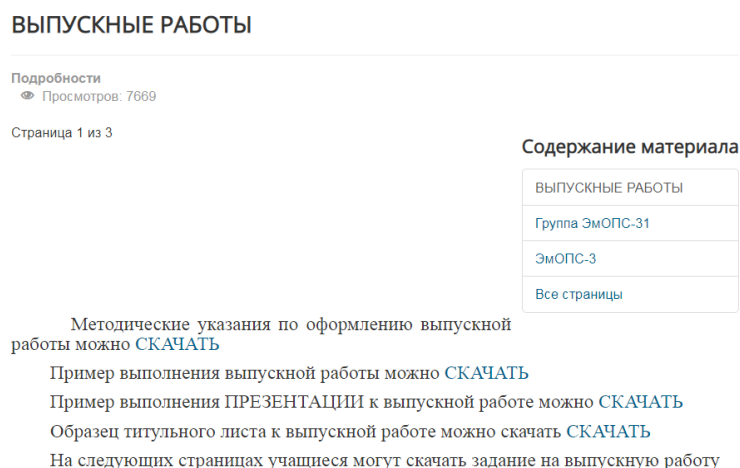 ВЫПУСКНЫЕ РАБОТЫ
Подробности
Просмотров: 7669
Страница 1 из 3
Содержание материала
ВЫПУСКНЫЕ РАБОТЫ
Группа ЭмОПС-31
ЭмОПС-3
Все страницы
Методические указания по оформлению выпускной
работы можно СКАЧАТЬ
Пример выполнения выпускной работы можно СКАЧАТЬ
Пример выполнения ПРЕЗЕНТАЦИИ к выпускной работе можно СКАЧАТЬ
Образец титульного листа к выпускной работе можно скачать СКАЧАТЬ
На следующих страницах учащиеся могут скачать задание на выпускную работу